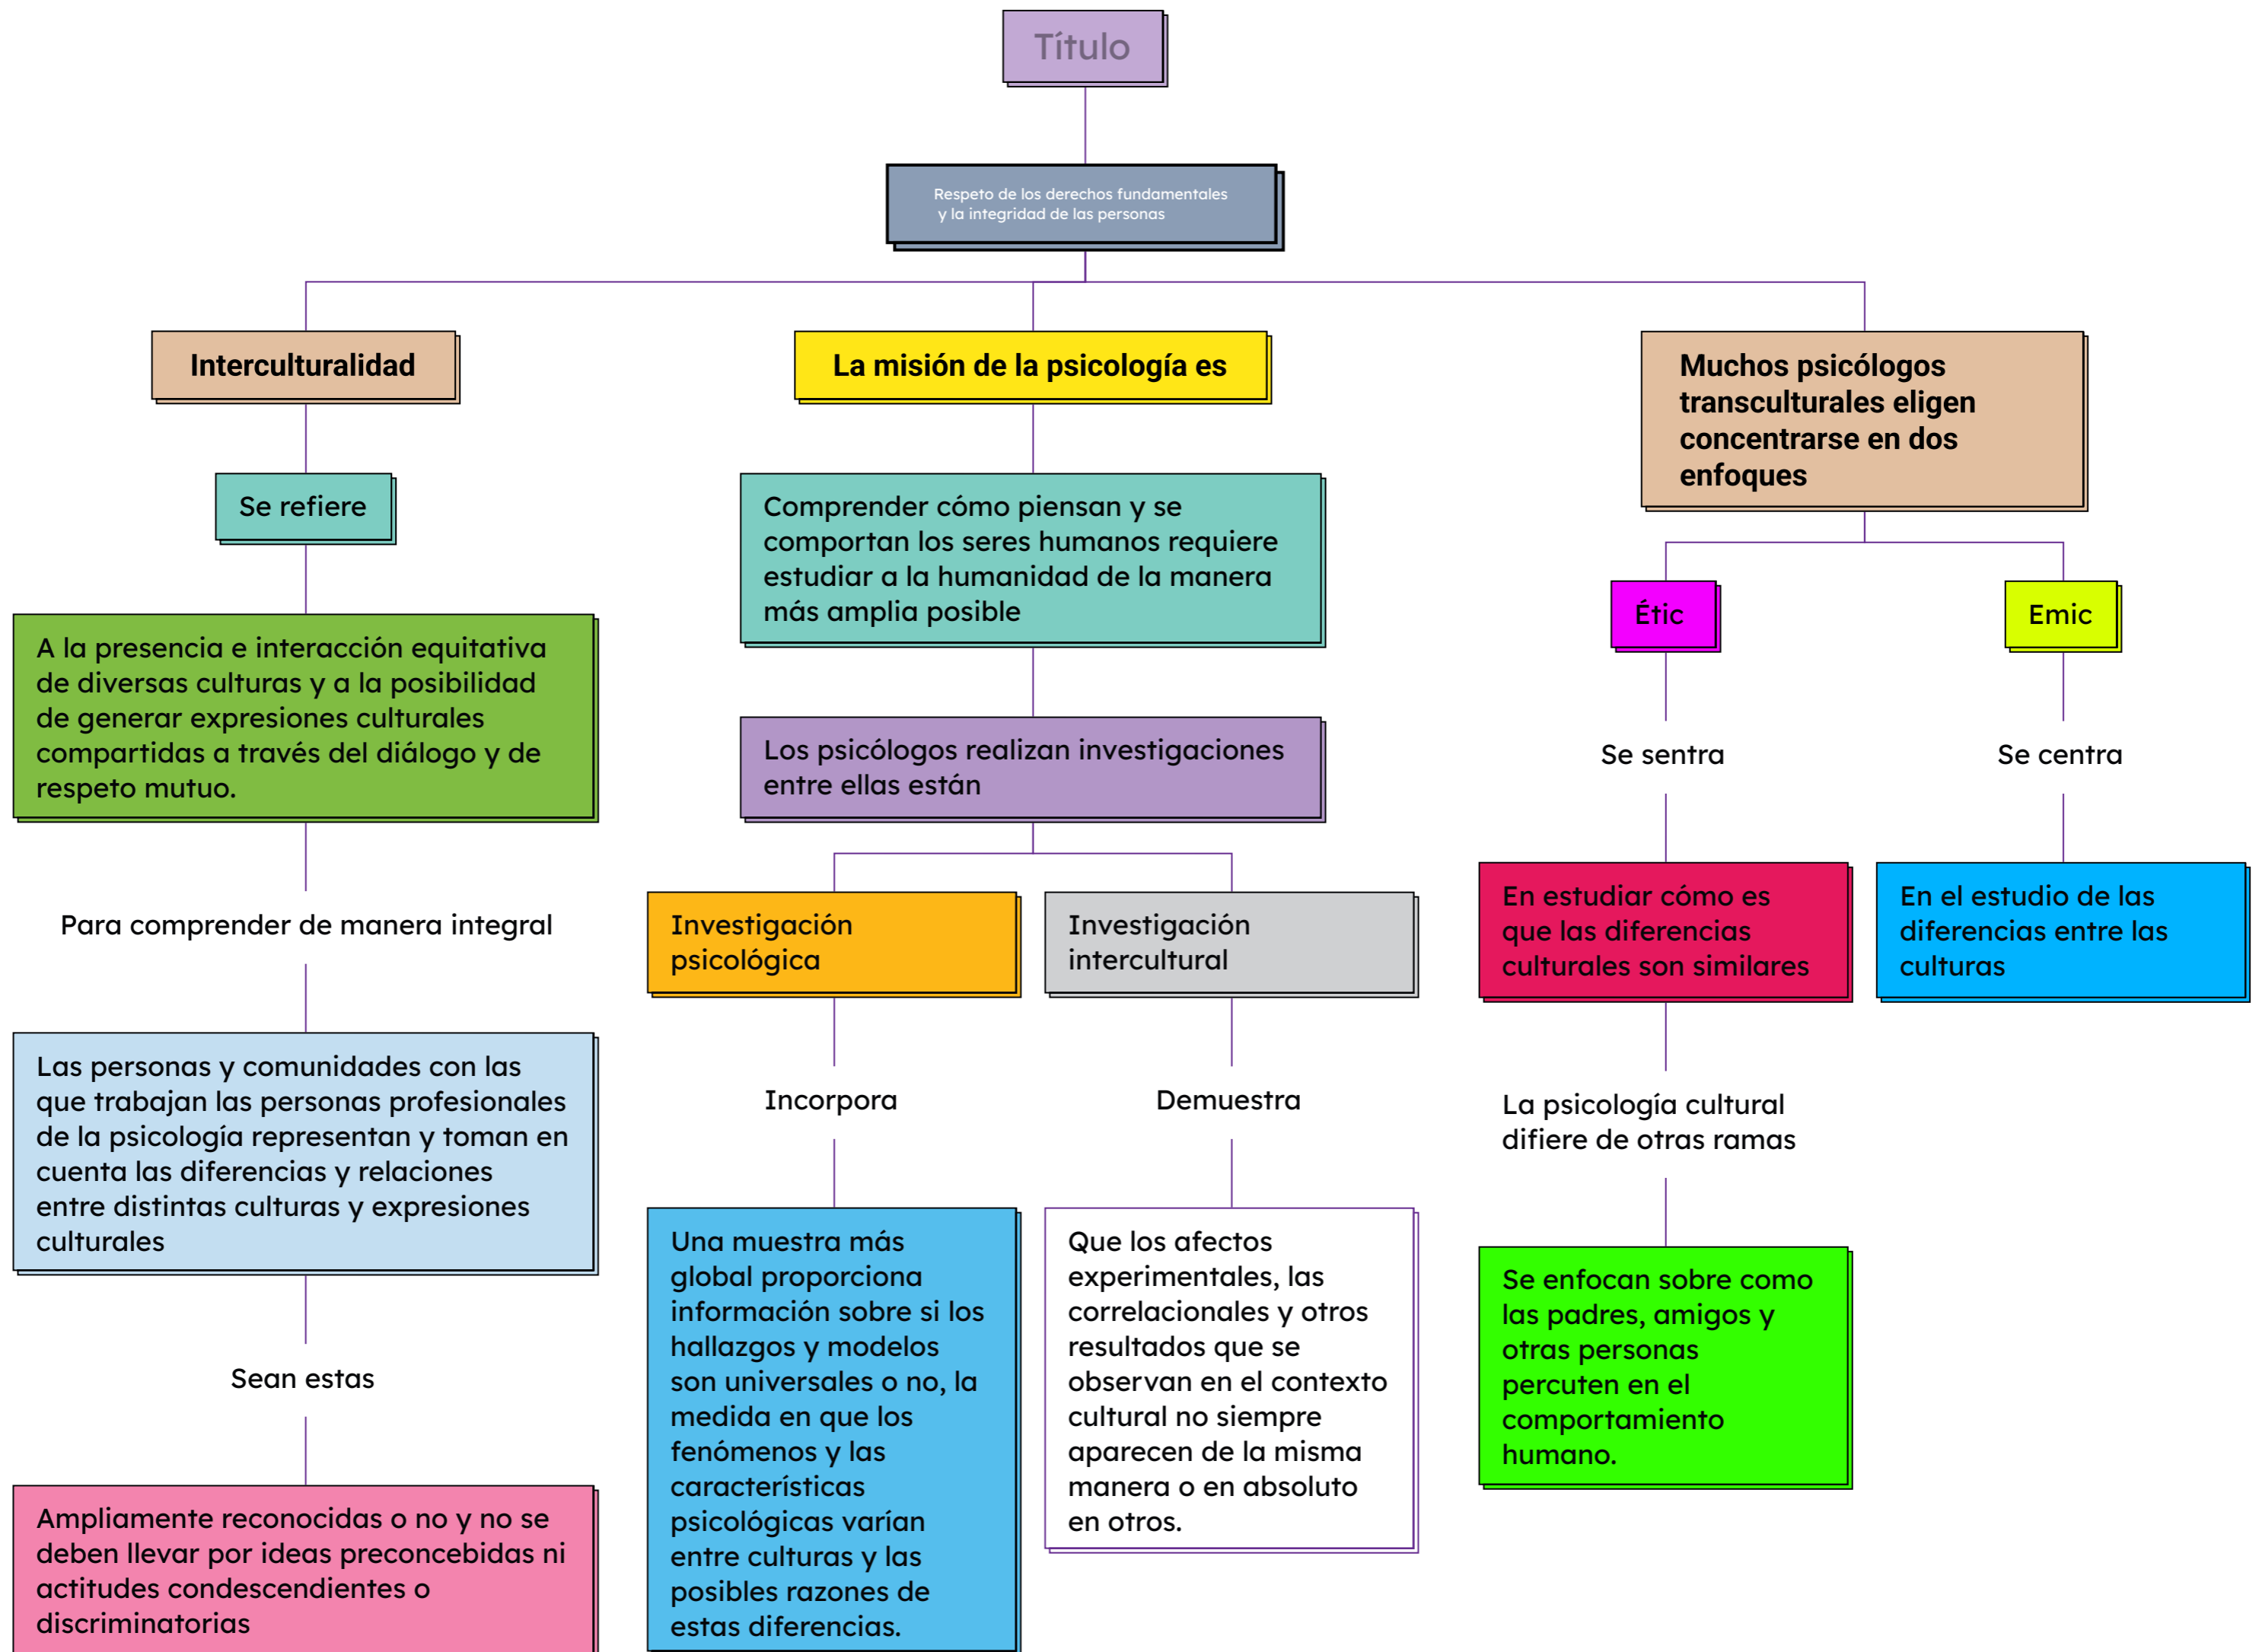 Título
Respeto de los derechos fundamentales
y la integridad de las personas
Interculturalidad
Se refiere
A la presencia e interacción equitativa
de diversas culturas y a la posibilidad
de generar expresiones culturales
compartidas a través del diálogo y de
respeto mutuo.
Para comprender de manera integral
Las personas y comunidades con las
que trabajan las personas profesionales
de la psicología representan y toman en
cuenta las diferencias y relaciones
entre distintas culturas y expresiones
culturales
Sean estas
Ampliamente reconocidas o no y no se
deben llevar por ideas preconcebidas ni
actitudes condescendientes o
discriminatorias
La misión de la psicología es
Comprender cómo piensan y se
comportan los seres humanos requiere
estudiar a la humanidad de la manera
más amplia posible
Los psicólogos realizan investigaciones
entre ellas están
Investigación
psicológica
Incorpora
Una muestra más
global proporciona
información sobre si los
hallazgos y modelos
son universales o no, la
medida en que los
fenómenos y las
características
psicológicas varían
entre culturas y las
posibles razones de
estas diferencias.
Investigación
intercultural
Demuestra
Que los afectos
experimentales, las
correlacionales y otros
resultados que se
observan en el contexto
cultural no siempre
aparecen de la misma
manera o en absoluto
en otros.
Muchos psicólogos
transculturales eligen
concentrarse en dos
enfoques
Étic
Se sentra
En estudiar cómo es
que las diferencias
culturales son similares
La psicología cultural
difiere de otras ramas
Se enfocan sobre como
las padres, amigos y
otras personas
percuten en el
comportamiento
humano.
Emic
Se centra
En el estudio de las
diferencias entre las
culturas